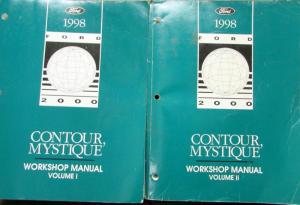 Ford
1998
FORD
2000
CONTOUR,
MYSTIQUE
WORKSHOP MANUAL
VOLUME I
Ford
1998
FORD
2000
CONTOUR,
MYSTIQUE
WORKSHOP MANUAL
VOLUME II